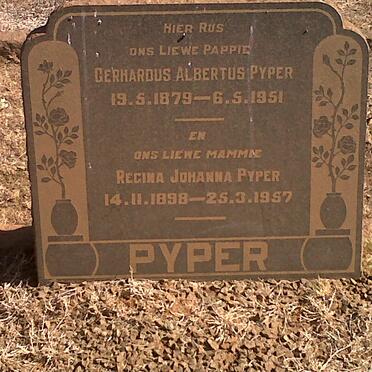 Hier Rus
ons Liewe Pappie
Gerhardus Albertus Pyper
19.5.1879—6.5.1951
en
ons Liewe Mammie
Regina Johanna Pyper
14.11.1898—25.3.1957
PYPER